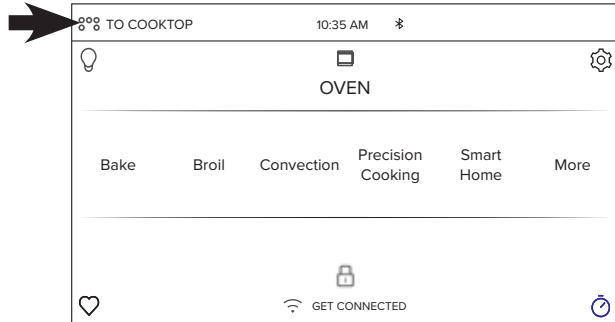 TO COOKTOP 10:35 AM
OVEN
Bake Broil Convection Precision Cooking Smart Home More
GET CONNECTED